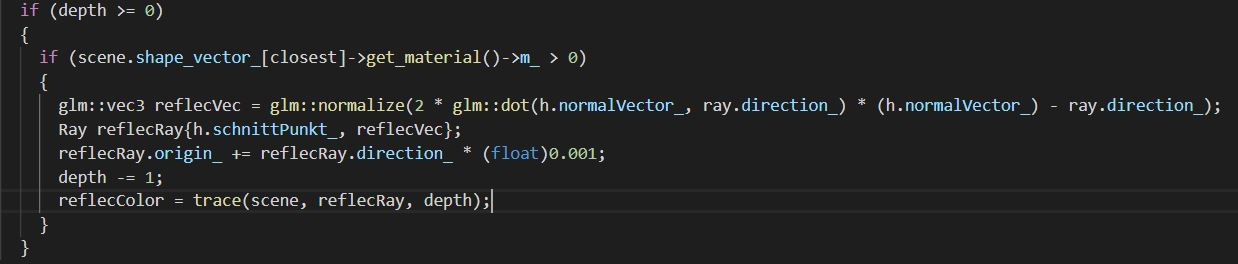 if (depth >= 0)
{
if (scene.shape_vector_[closest]->get_material()->m_ > 0)
{
glm::vec3 reflecVec = glm::normalize(2 * glm::dot(h.normalVector_, ray.direction_) * (h.normalVector_) - ray.direction_);
Ray reflecRay{h.schnittPunkt_, reflecVec};
reflecRay.origin_ += reflecRay.direction_ * (float)0.001;
depth -= 1;
reflecColor = trace(scene, reflecRay, depth);
}
}